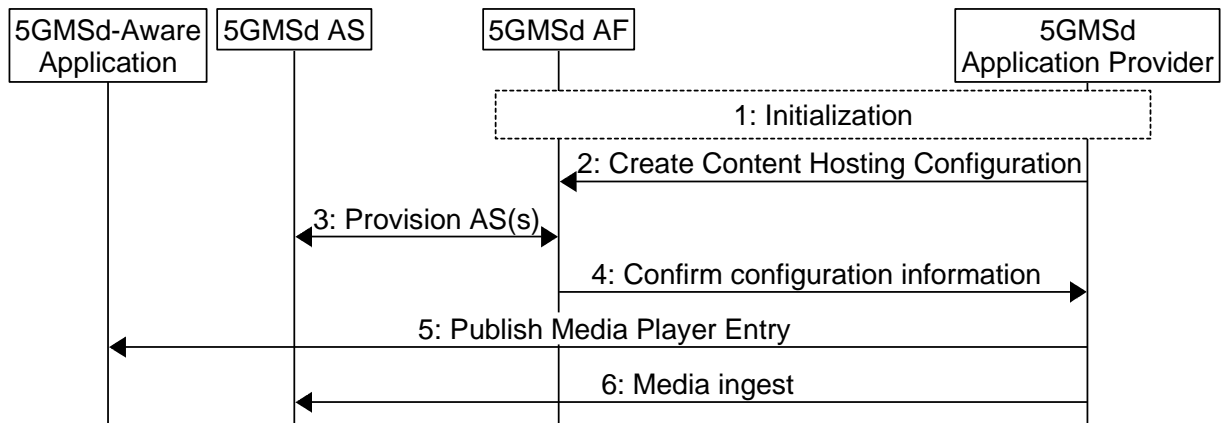 5GMSd-Aware
Application
5GMSd AS
5GMSd AF
5GMSd
Application Provider
1: Initialization
2: Create Content Hosting Configuration
3: Provision AS(s)
4: Confirm configuration information
5: Publish Media Player Entry
6: Media ingest